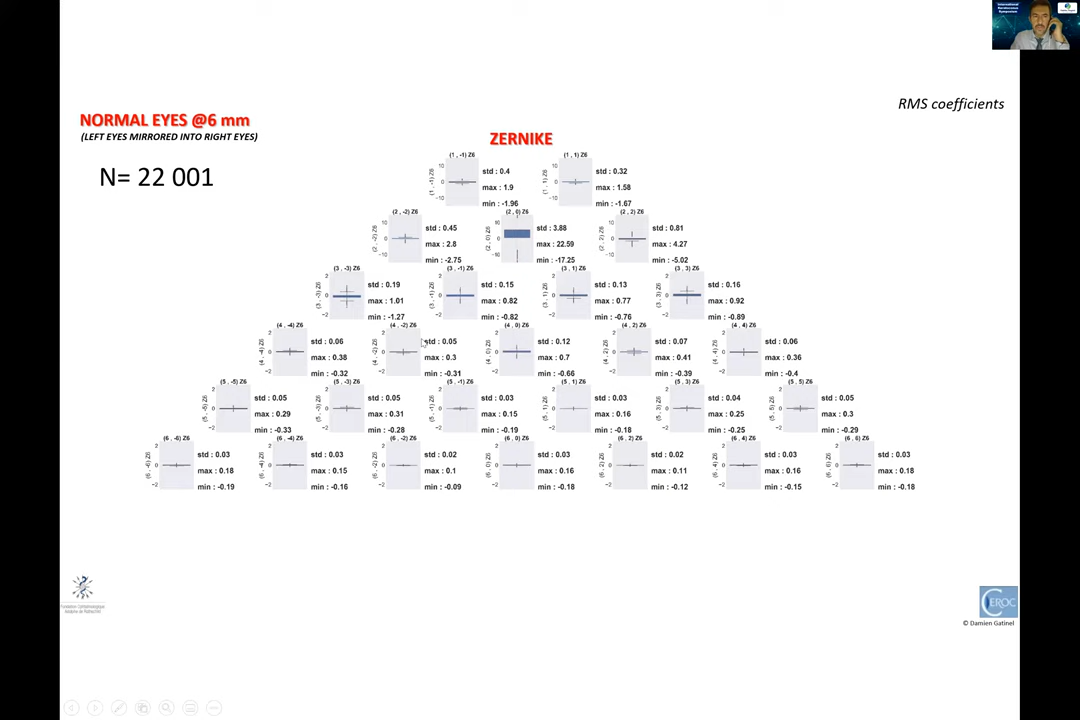 International
Keratoconus
Symposium
RMS coefficients
NORMAL EYES @6 mm
(LEFT EYES MIRRORED INTO RIGHT EYES)
N= 22 001
ZERNIKE
(1 , -1) Z6 (1 , 1) Z6
std : 0.4 std : 0.32
max : 1.9 max : 1.58
min : -1.96 min : -1.67
(2 , -2) Z6 (2 , 0) Z6 (2 , 2) Z6
std : 0.45 std : 3.88 std : 0.81
max : 2.8 max : 22.59 max : 4.27
min : -2.75 min : -17.25 min : -5.02
(3 , -3) Z6 (3 , -1) Z6 (3 , 1) Z6 (3 , 3) Z6
std : 0.19 std : 0.15 std : 0.13 std : 0.16
max : 1.01 max : 0.82 max : 0.77 max : 0.92
min : -1.27 min : -0.82 min : -0.76 min : -0.89
(4 , -4) Z6 (4 , -2) Z6 (4 , 0) Z6 (4 , 2) Z6 (4 , 4) Z6
std : 0.06 std : 0.05 std : 0.12 std : 0.07 std : 0.06
max : 0.38 max : 0.3 max : 0.7 max : 0.41 max : 0.36
min : -0.32 min : -0.31 min : -0.66 min : -0.39 min : -0.4
(5 , -5) Z6 (5 , -3) Z6 (5 , -1) Z6 (5 , 1) Z6 (5 , 3) Z6 (5 , 5) Z6
std : 0.05 std : 0.05 std : 0.03 std : 0.03 std : 0.04 std : 0.05
max : 0.29 max : 0.31 max : 0.15 max : 0.16 max : 0.25 max : 0.3
min : -0.33 min : -0.28 min : -0.19 min : -0.18 min : -0.25 min : -0.29
(6 , -6) Z6 (6 , -4) Z6 (6 , -2) Z6 (6 , 0) Z6 (6 , 2) Z6 (6 , 4) Z6 (6 , 6) Z6
std : 0.03 std : 0.03 std : 0.02 std : 0.03 std : 0.02 std : 0.03 std : 0.03
max : 0.18 max : 0.15 max : 0.1 max : 0.16 max : 0.11 max : 0.16 max : 0.18
min : -0.19 min : -0.16 min : -0.09 min : -0.18 min : -0.12 min : -0.15 min : -0.18
Fondation Ophtalmologique
Adolphe de Rothschild
CEROC
© Damien Gatinel